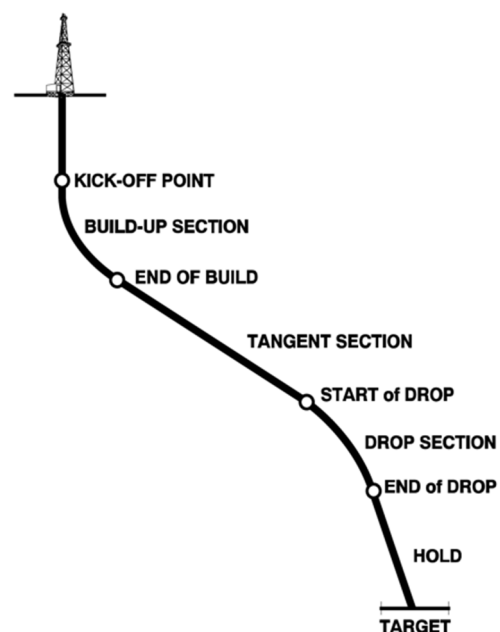 KICK-OFF POINT
BUILD-UP SECTION
END OF BUILD
TANGENT SECTION
START of DROP
DROP SECTION
END of DROP
HOLD
TARGET